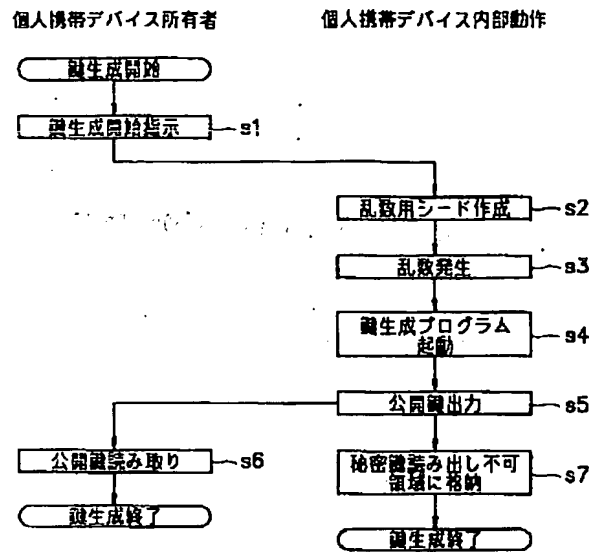 個人携帯デバイス所有者
個人携帯デバイス内部動作
鍵生成開始
鍵生成開始指示
s1
乱数用シード作成
s2
乱数発生
s3
鍵生成プログラム
起動
s4
公開鍵出力
s5
公開鍵読み取り
s6
秘密鍵読み出し不可
領域に格納
s7
鍵生成終了
鍵生成終了